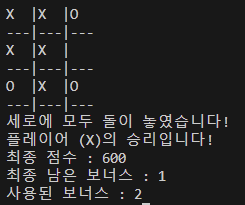 X  |X  |O
---|---|---
X  |X  |
---|---|---
O  |X  |O
---|---|---
세로에 모두 돌이 놓였습니다!
플레이어 (X)의 승리입니다!
최종 점수 : 600
최종 남은 보너스 : 1
사용된 보너스 : 2